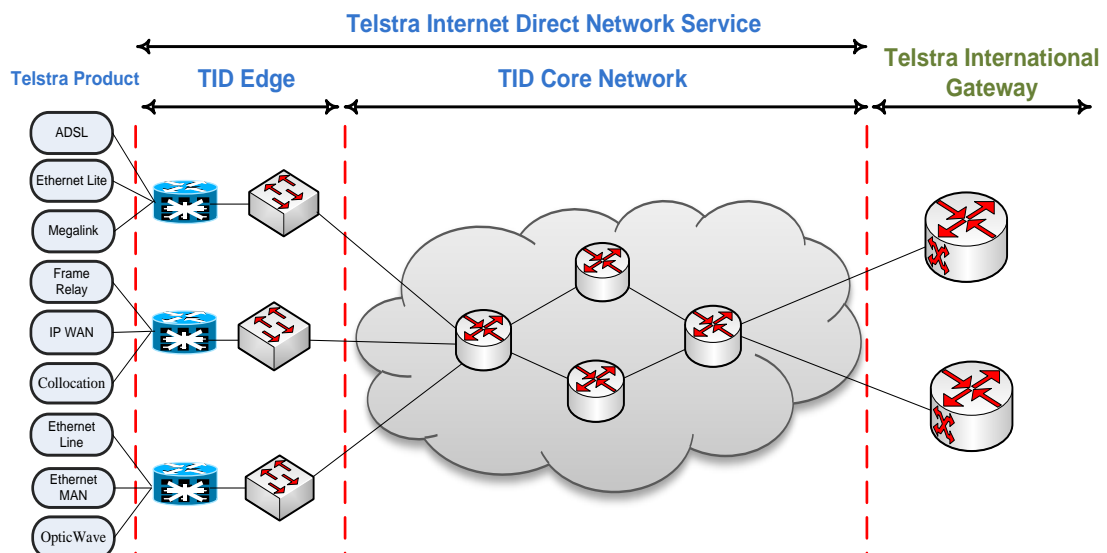 Telstra Internet Direct Network Service
Telstra Product
TID Edge
TID Core Network
Telstra International
Gateway
ADSL
Ethernet Lite
Megalink
Frame
Relay
IP WAN
Collocation
Ethernet
Line
Ethernet
MAN
OpticWave